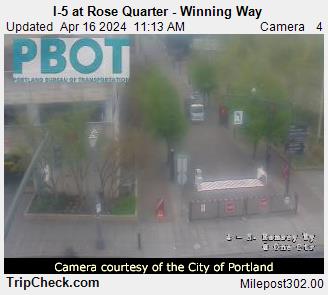 I-5 at Rose Quarter - Winning Way
Updated Apr 16 2024 11:13 AM Camera 4
PBOT
PORTLAND BUREAU OF TRANSPORTATION
Camera courtesy of the City of Portland
TripCheck.com Milepost302.00